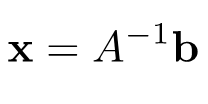 𝐱 = A⁻¹𝐛